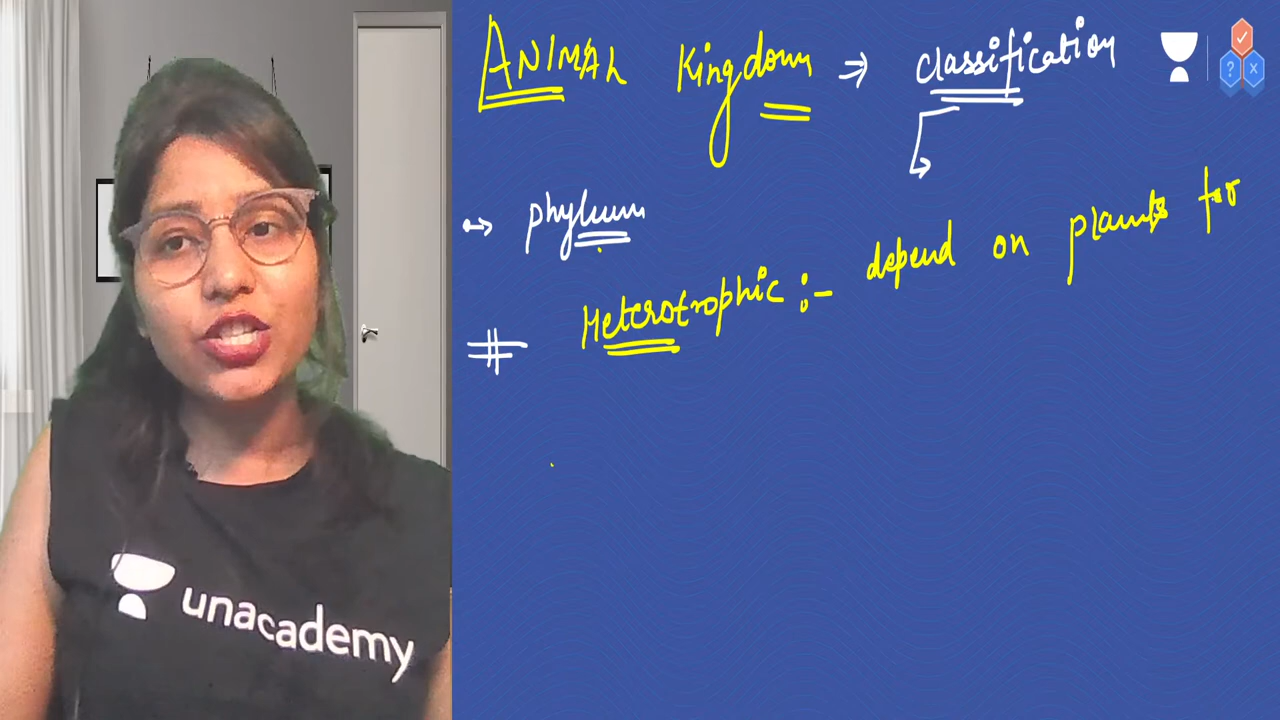 ANIMAL Kingdom ⇒ classification
↦ phylum
# Heterotrophic :- depend on plants for
unacademy